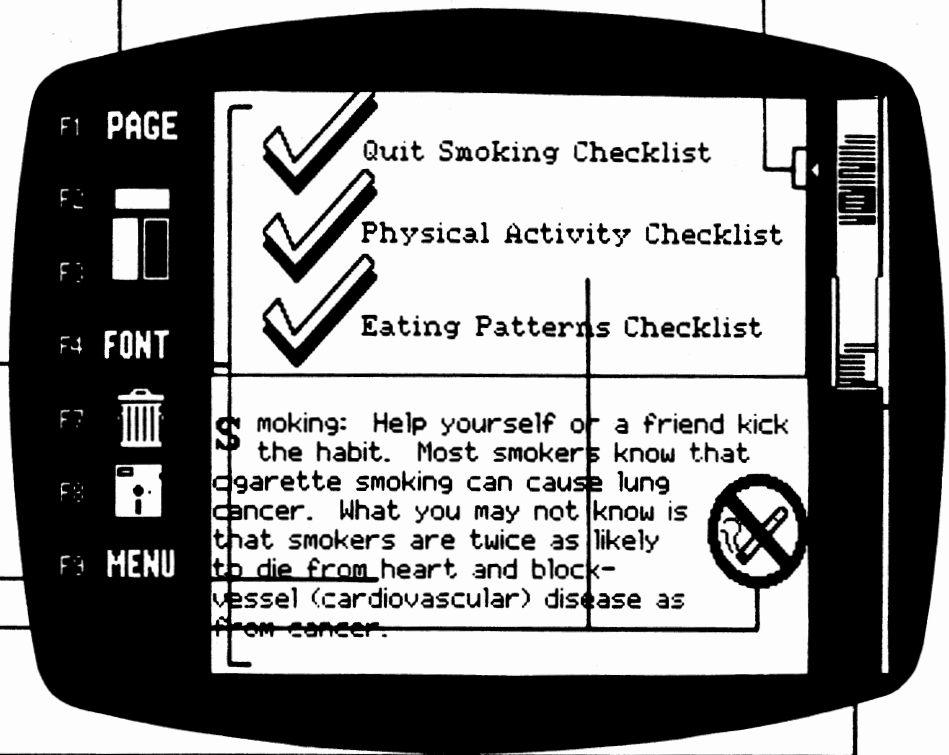 F1 PAGE
F2
F3
F4 FONT
F7
F8
F9 MENU
Quit Smoking Checklist
Physical Activity Checklist
Eating Patterns Checklist
Smoking: Help yourself or a friend kick
the habit. Most smokers know that
cigarette smoking can cause lung
cancer. What you may not know is
that smokers are twice as likely
to die from heart and block-
vessel (cardiovascular) disease as
from cancer.